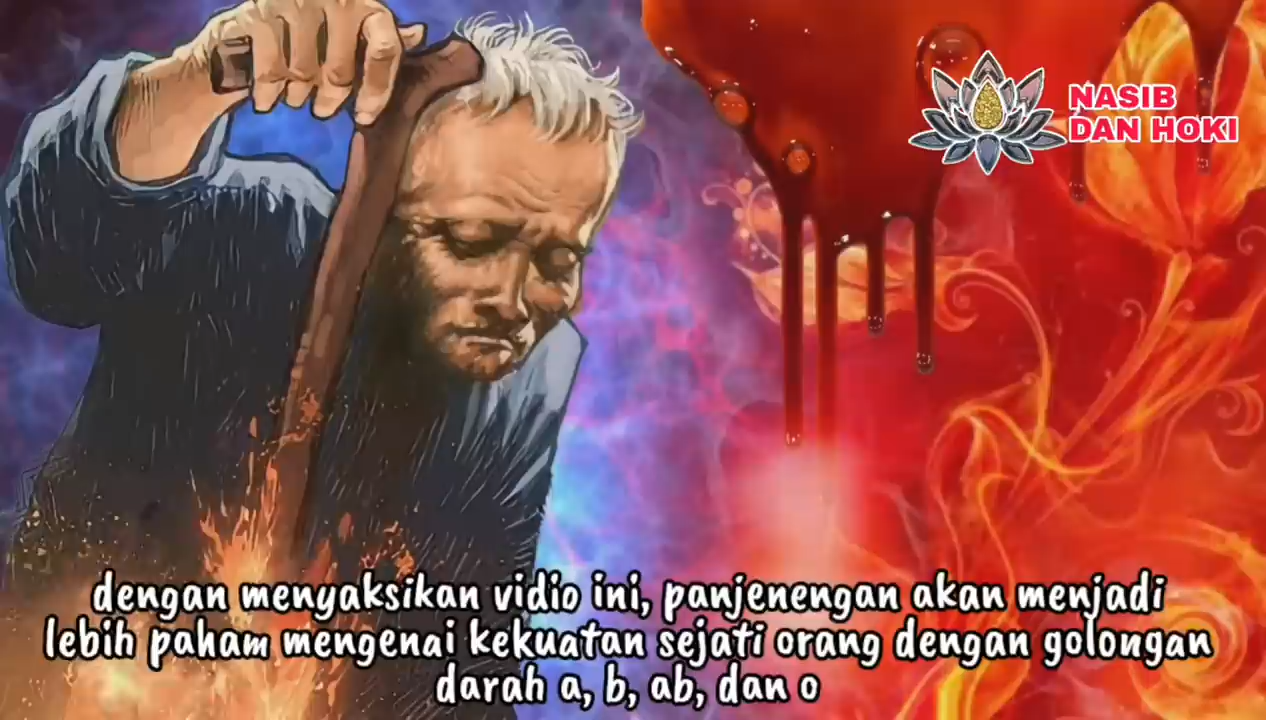 NASIB
DAN HOKI
dengan menyaksikan vidio ini, panjenengan akan menjadi
lebih paham mengenai kekuatan sejati orang dengan golongan
darah a, b, ab, dan o